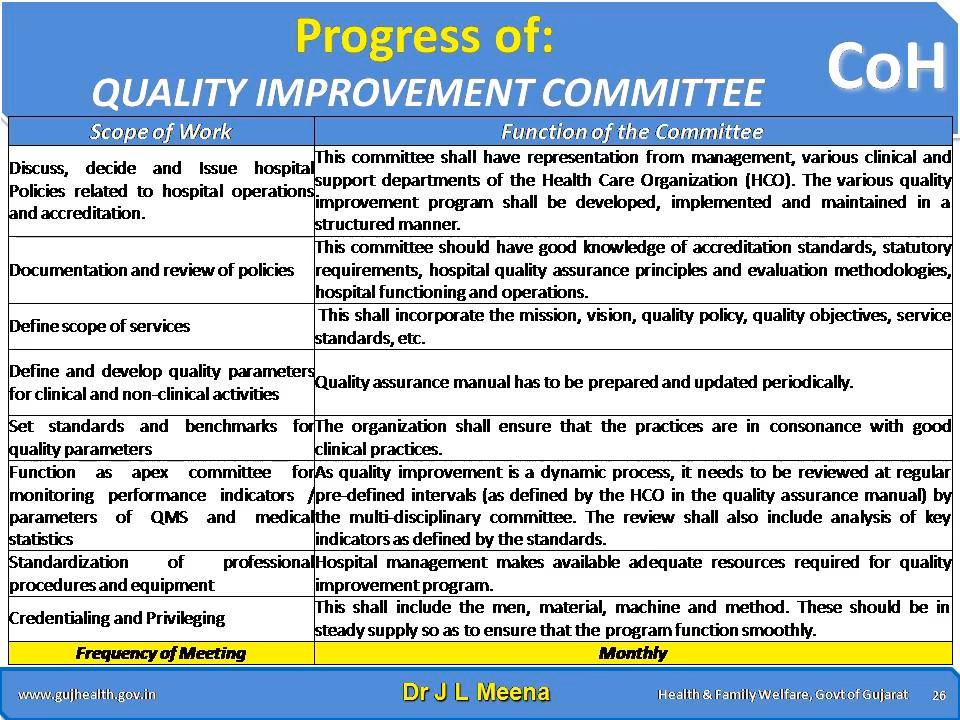 Progress of:
QUALITY IMPROVEMENT COMMITTEE
CoH
Scope of Work
Function of the Committee
Discuss, decide and Issue hospital
Policies related to hospital operations
and accreditation.
This committee shall have representation from management, various clinical and
support departments of the Health Care Organization (HCO). The various quality
improvement program shall be developed, implemented and maintained in a
structured manner.
Documentation and review of policies
This committee should have good knowledge of accreditation standards, statutory
requirements, hospital quality assurance principles and evaluation methodologies,
hospital functioning and operations.
Define scope of services
This shall incorporate the mission, vision, quality policy, quality objectives, service
standards, etc.
Define and develop quality parameters
for clinical and non-clinical activities
Quality assurance manual has to be prepared and updated periodically.
Set standards and benchmarks for
quality parameters
The organization shall ensure that the practices are in consonance with good
clinical practices.
Function as apex committee for
monitoring performance indicators /
parameters of QMS and medical
statistics
As quality improvement is a dynamic process, it needs to be reviewed at regular
pre-defined intervals (as defined by the HCO in the quality assurance manual) by
the multi-disciplinary committee. The review shall also include analysis of key
indicators as defined by the standards.
Standardization of professional
procedures and equipment
Hospital management makes available adequate resources required for quality
improvement program.
Credentialing and Privileging
This shall include the men, material, machine and method. These should be in
steady supply so as to ensure that the program function smoothly.
Frequency of Meeting
Monthly
www.gujhealth.gov.in
Dr J L Meena
Health & Family Welfare, Govt of Gujarat
26